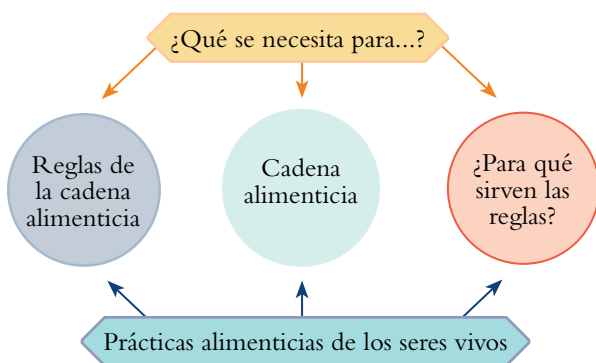 ¿Qué se necesita para...?
Reglas de
la cadena
alimenticia
Cadena
alimenticia
¿Para qué
sirven las
reglas?
Prácticas alimenticias de los seres vivos